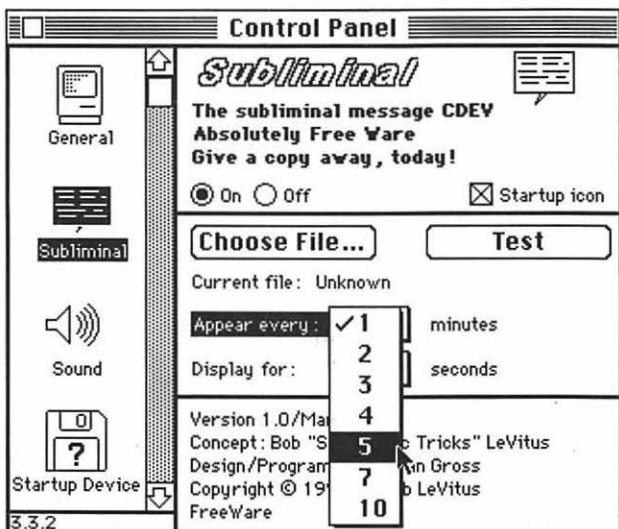 Control Panel
General
Subliminal
Sound
Startup Device
3.3.2
Subliminal
The subliminal message CDEV
Absolutely Free Ware
Give a copy away, today!
On Off Startup icon
Choose File... Test
Current file: Unknown
Appear every: ✓1 minutes
2
Display for: seconds
3
4
5
7
10
Version 1.0/Ma
Concept: Bob "S c Tricks" LeVitus
Design/Program n Gross
Copyright © 19 b LeVitus
FreeWare